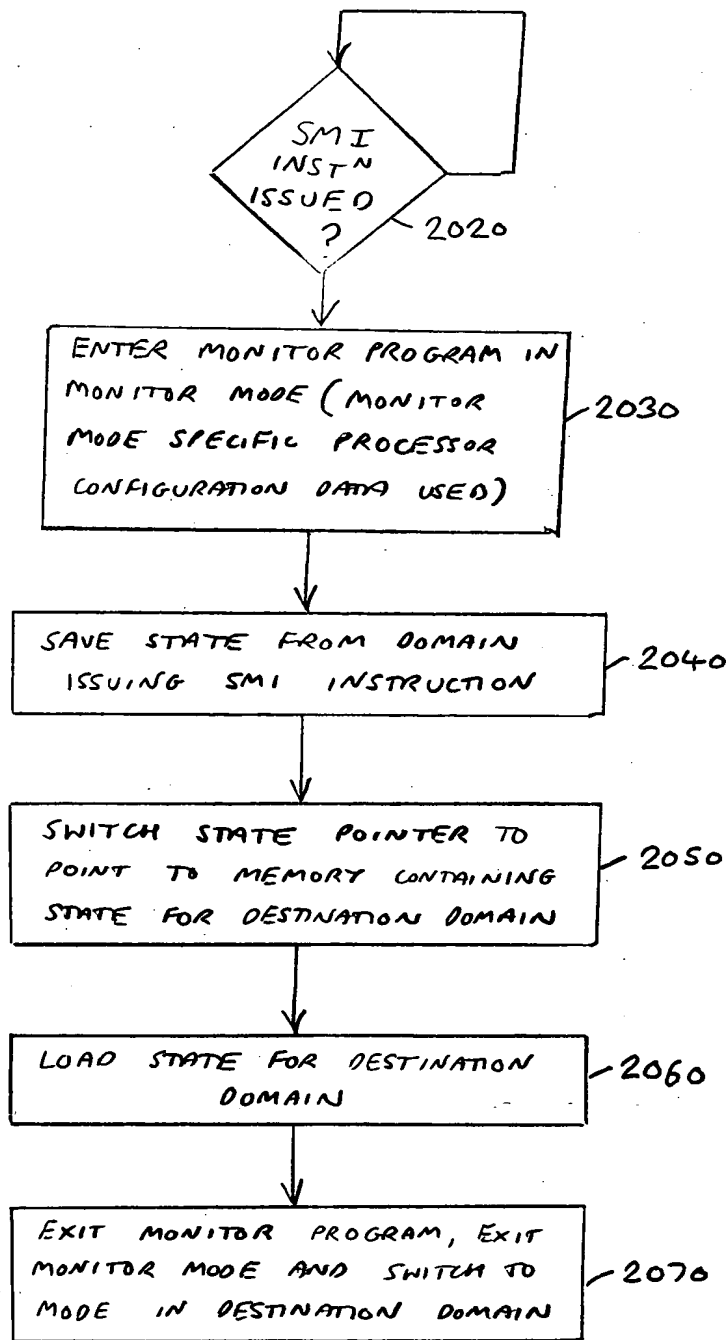 SMI
INSTN
ISSUED
?
2020
ENTER MONITOR PROGRAM IN
MONITOR MODE (MONITOR
MODE SPECIFIC PROCESSOR
CONFIGURATION DATA USED)
2030
SAVE STATE FROM DOMAIN
ISSUING SMI INSTRUCTION
2040
SWITCH STATE POINTER TO
POINT TO MEMORY CONTAINING
STATE FOR DESTINATION DOMAIN
2050
LOAD STATE FOR DESTINATION
DOMAIN
2060
EXIT MONITOR PROGRAM, EXIT
MONITOR MODE AND SWITCH TO
MODE IN DESTINATION DOMAIN
2070